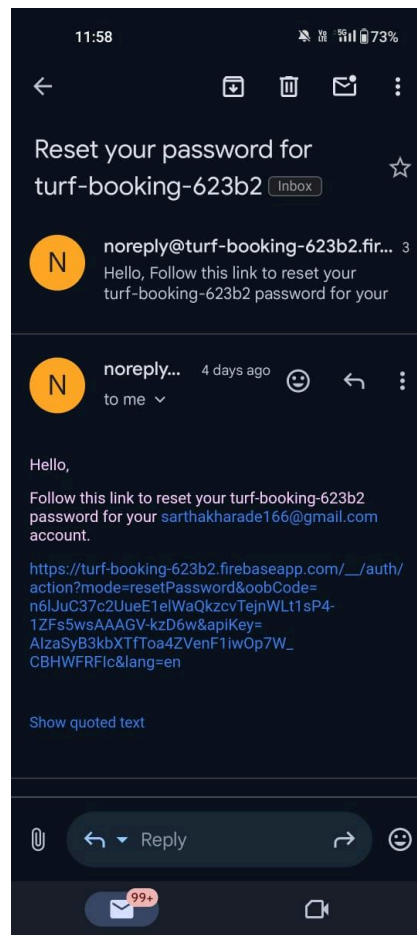 11:58
Vo LTE 5G 73%
Reset your password for
turf-booking-623b2 Inbox
N
noreply@turf-booking-623b2.fir... 3
Hello, Follow this link to reset your
turf-booking-623b2 password for your
N
noreply... 4 days ago
to me
Hello,
Follow this link to reset your turf-booking-623b2
password for your sarthakharade166@gmail.com
account.
https://turf-booking-623b2.firebaseapp.com/__/auth/
action?mode=resetPassword&oobCode=
n6lJuC37c2UueE1elWaQkzcvTejnWLt1sP4-
1ZFs5wsAAAGV-kzD6w&apiKey=
AIzaSyB3kbXTfToa4ZVenF1iwOp7W_
CBHWFRFIc&lang=en
Show quoted text
Reply
99+